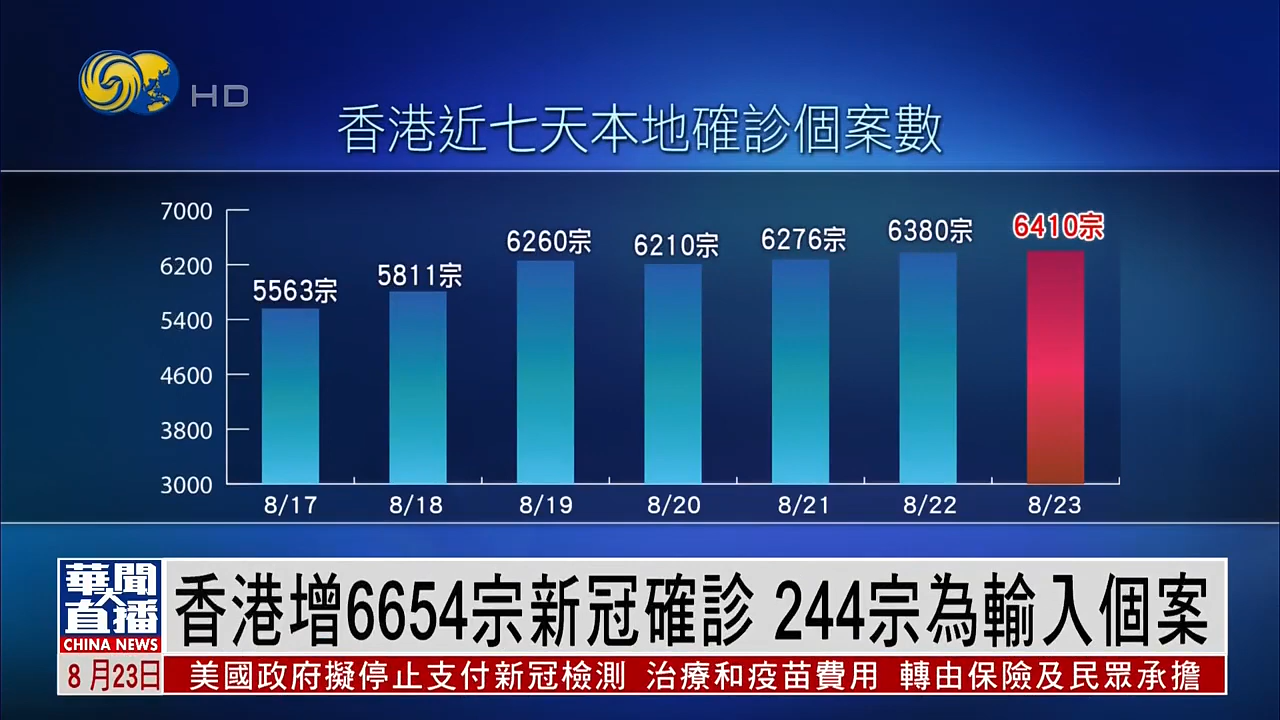 HD
香港近七天本地確診個案數
7000
6200
5400
4600
3800
3000
5563宗
5811宗
6260宗
6210宗
6276宗
6380宗
6410宗
8/17 8/18 8/19 8/20 8/21 8/22 8/23
華聞大直播
CHINA NEWS
香港增6654宗新冠確診 244宗為輸入個案
8月23日
美國政府擬停止支付新冠檢測 治療和疫苗費用 轉由保險及民眾承擔